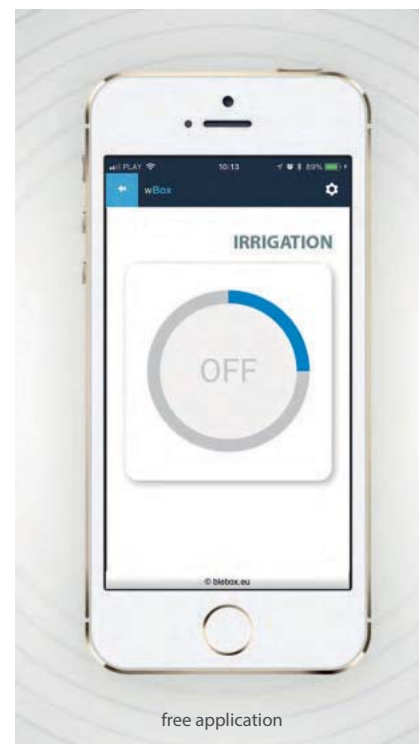 PLAY 10:13 89%
wBox
IRRIGATION
OFF
© blebox.eu
free application